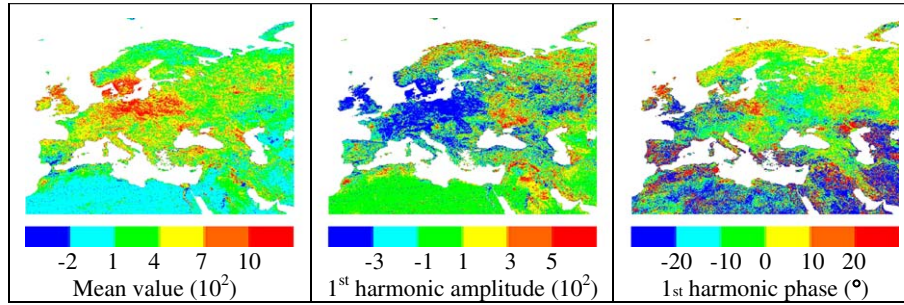 -2 1 4 7 10
Mean value (10²)
-3 -1 1 3 5
1st harmonic amplitude (10²)
-20 -10 0 10 20
1st harmonic phase (°)